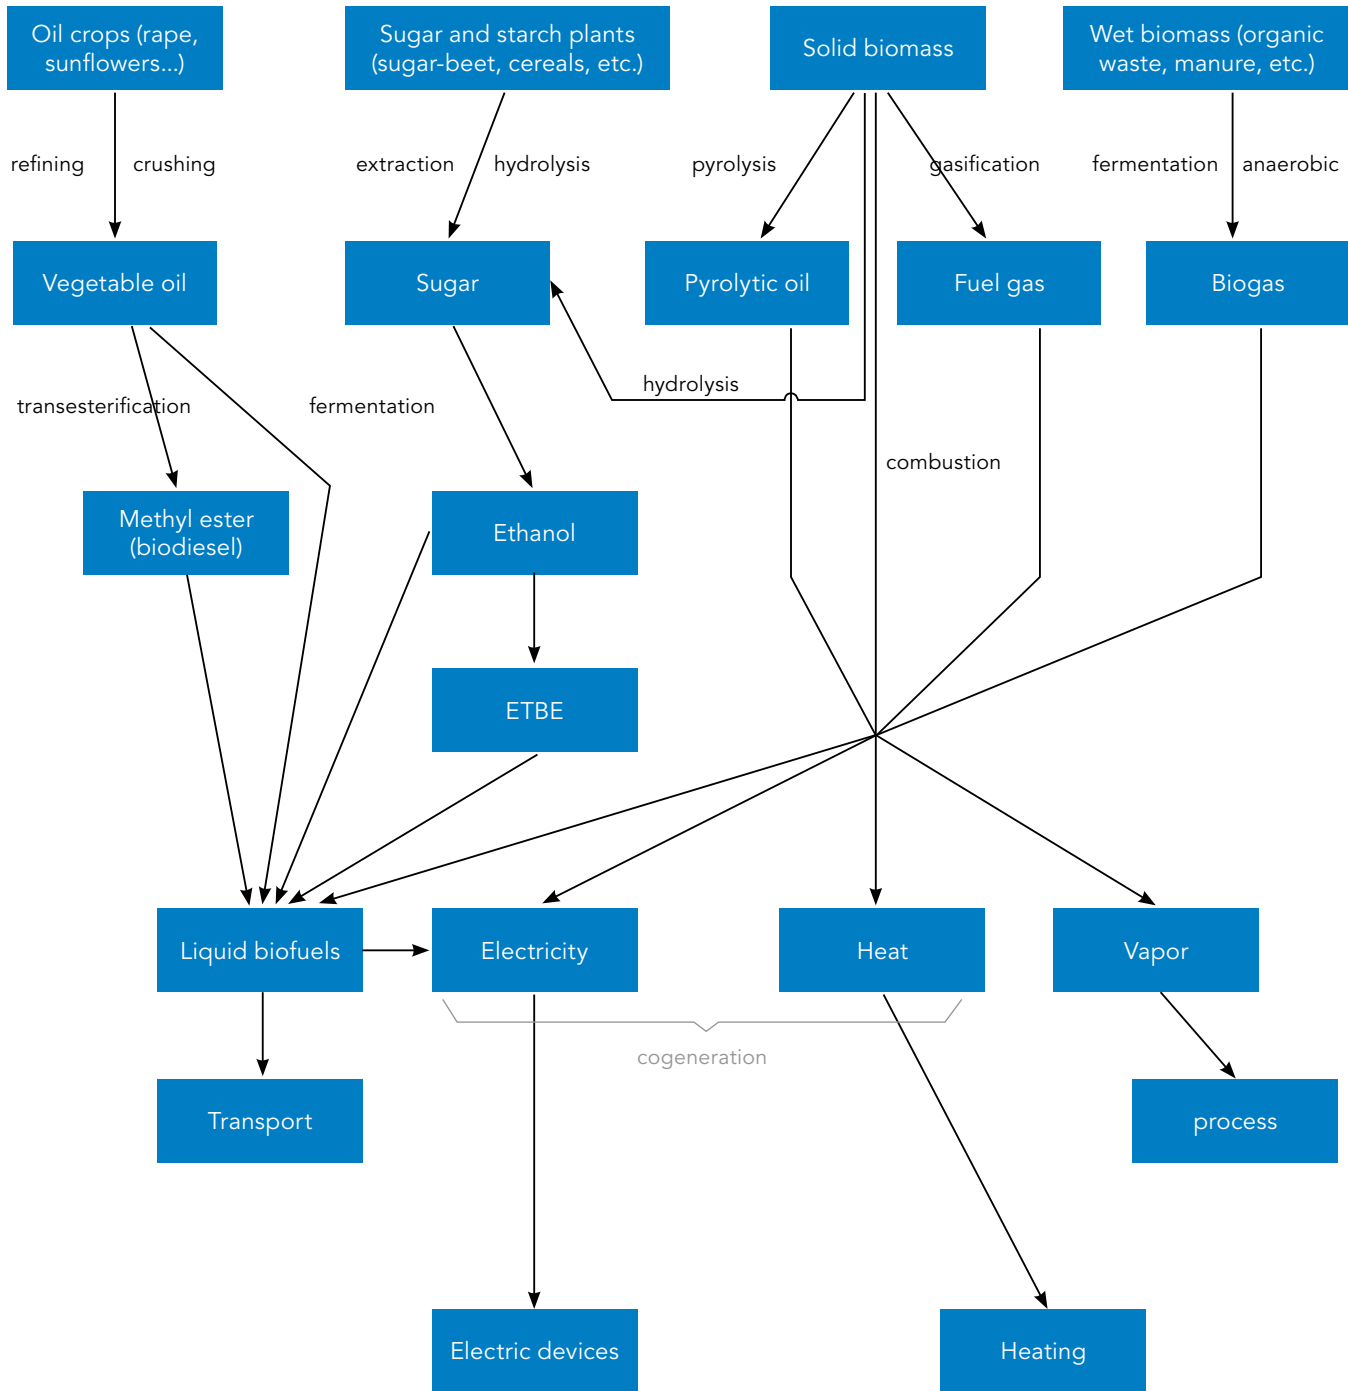 Oil crops (rape,
sunflowers...)
Sugar and starch plants
(sugar-beet, cereals, etc.)
Solid biomass
Wet biomass (organic
waste, manure, etc.)
refining
crushing
extraction
hydrolysis
pyrolysis
gasification
fermentation
anaerobic
Vegetable oil
Sugar
Pyrolytic oil
Fuel gas
Biogas
hydrolysis
transesterification
fermentation
combustion
Methyl ester
(biodiesel)
Ethanol
ETBE
Liquid biofuels
Electricity
Heat
Vapor
cogeneration
Transport
process
Electric devices
Heating